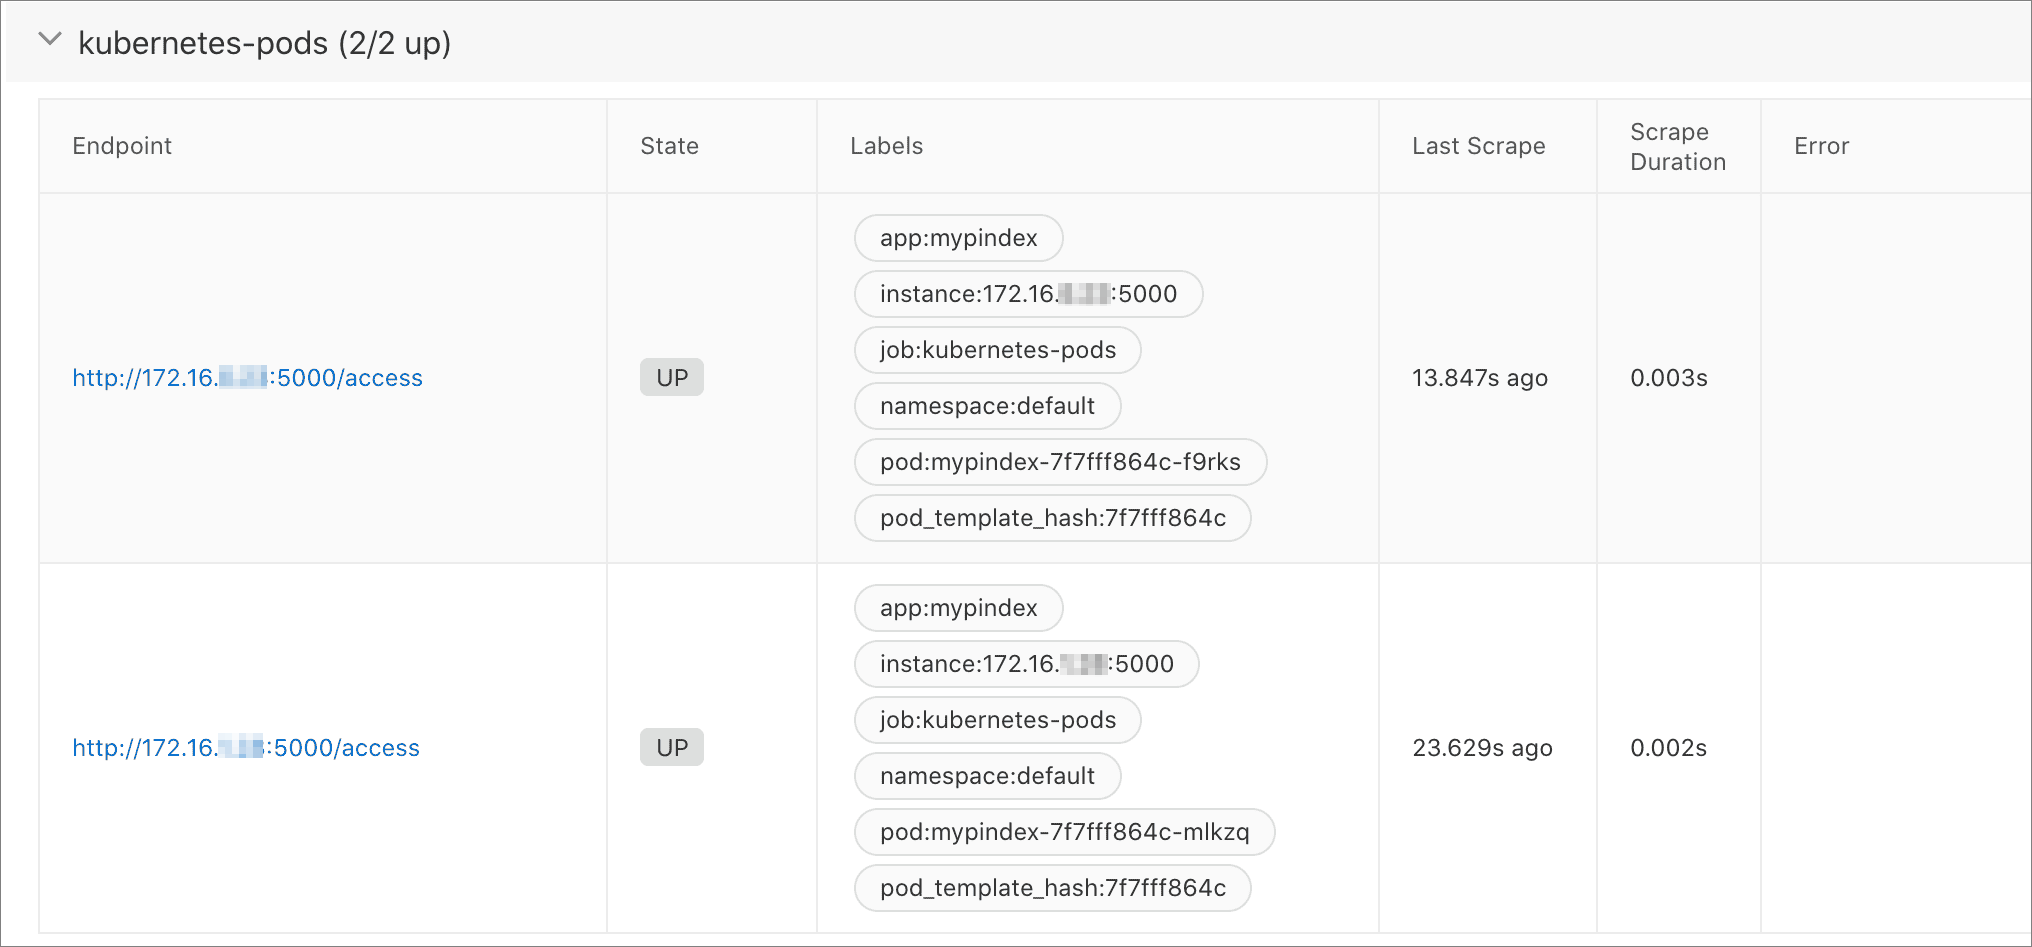 kubernetes-pods (2/2 up)
Endpoint State Labels Last Scrape Scrape Duration Error
app:mypindex
instance:172.16. :5000
job:kubernetes-pods
http://172.16. :5000/access UP 13.847s ago 0.003s
namespace:default
pod:mypindex-7f7fff864c-f9rks
pod_template_hash:7f7fff864c
app:mypindex
instance:172.16. :5000
job:kubernetes-pods
http://172.16. :5000/access UP 23.629s ago 0.002s
namespace:default
pod:mypindex-7f7fff864c-mlkzq
pod_template_hash:7f7fff864c